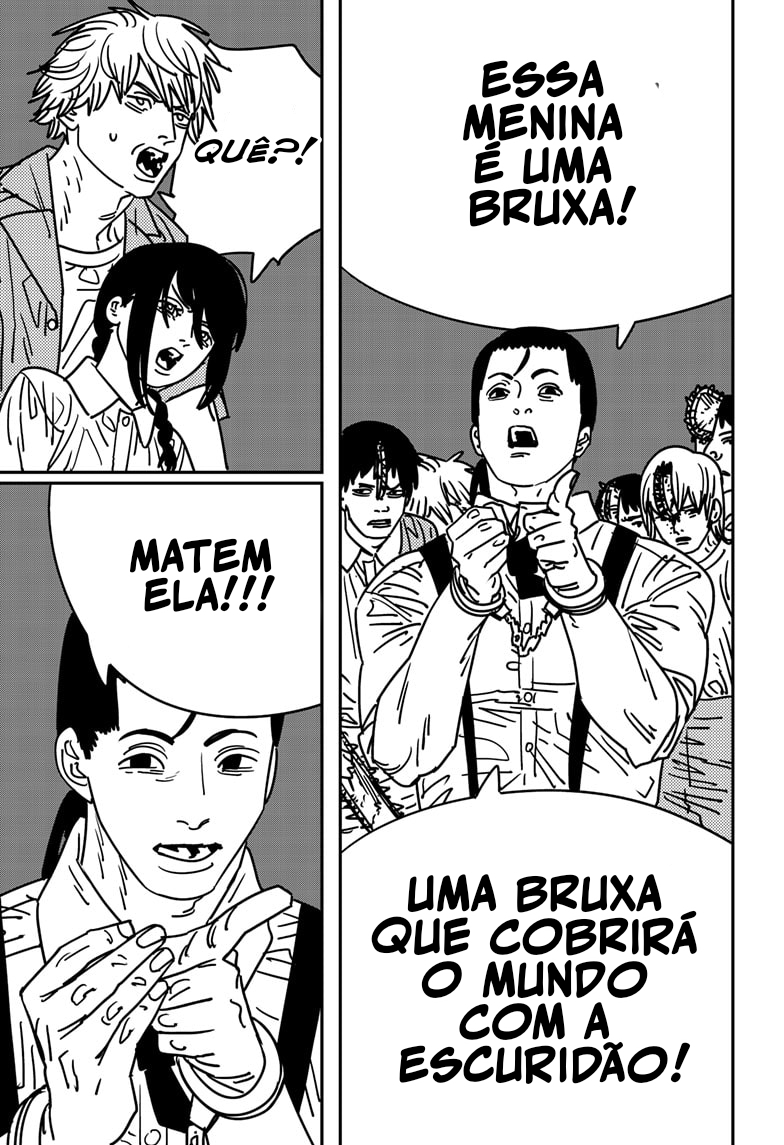 ESSA
MENINA
É UMA
BRUXA!
UMA BRUXA
QUE COBRIRÁ
O MUNDO
COM A
ESCURIDÃO!
QUÊ?!
MATEM
ELA!!!